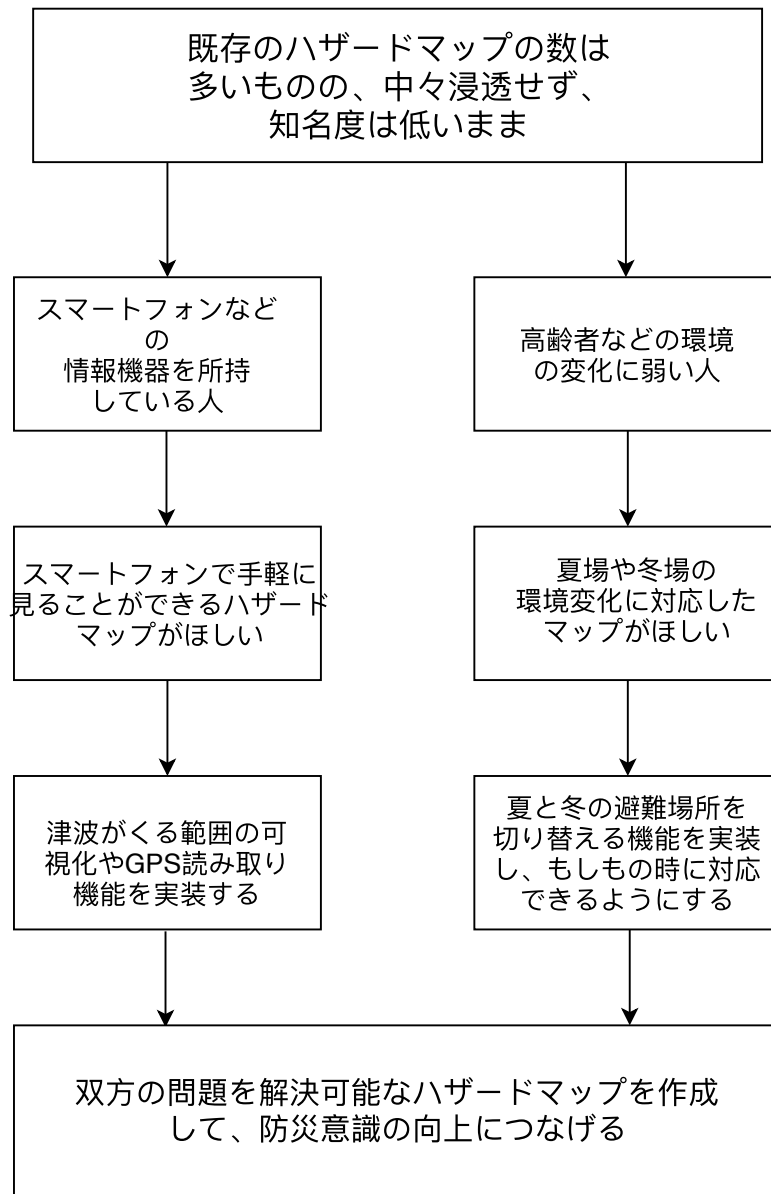 既存のハザードマップの数は
多いものの、中々浸透せず、
知名度は低いまま
スマートフォンなど
の
情報機器を所持
している人
高齢者などの環境
の変化に弱い人
スマートフォンで手軽に
見ることができるハザード
マップがほしい
夏場や冬場の
環境変化に対応した
マップがほしい
津波がくる範囲の可
視化やGPS読み取り
機能を実装する
夏と冬の避難場所を
切り替える機能を実装
し、もしもの時に対応
できるようにする
双方の問題を解決可能なハザードマップを作成
して、防災意識の向上につなげる